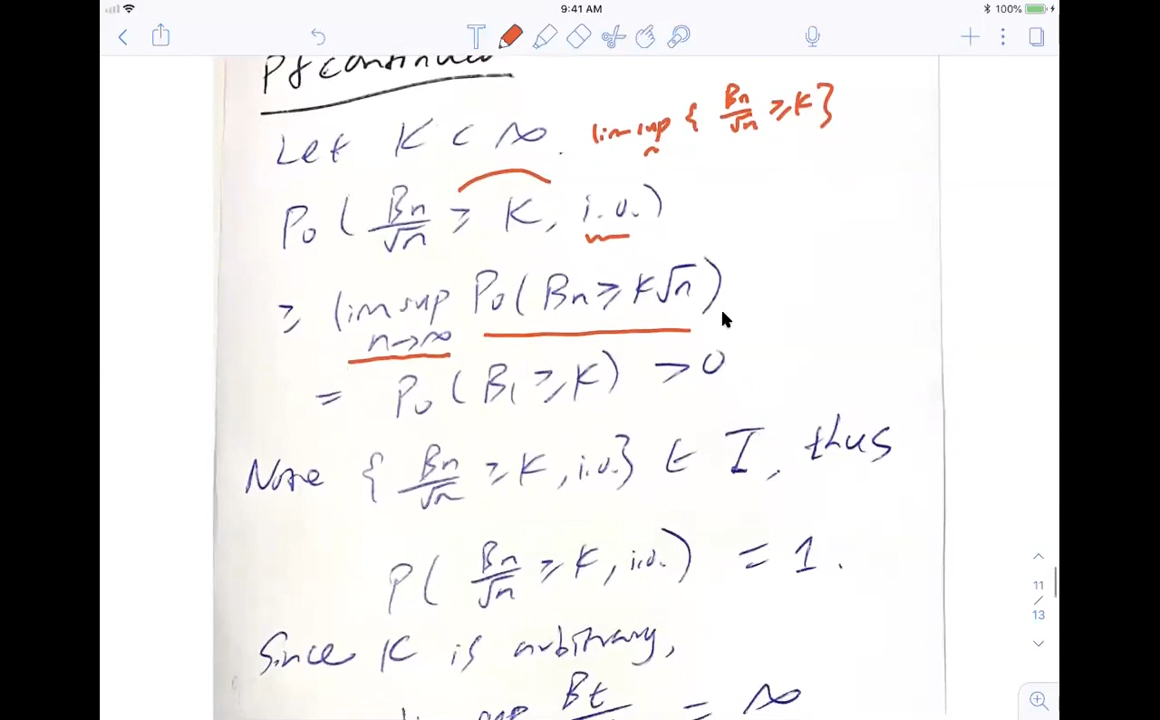 9:41 AM
100%
T
Pf continued
Let K < ∞.
limsup { Bn/√n ≥ K }
n
P₀ ( Bn/√n ≥ K, i.o.)
≥ limsup P₀( Bn ≥ K√n )
n→∞
= P₀ ( B₁ ≥ K ) > 0
Note { Bn/√n ≥ K, i.o.} ∈ I, thus
P( Bn/√n ≥ K, i.o.) = 1.
11
/
13
Since K is arbitrary,
limsup Bt = ∞